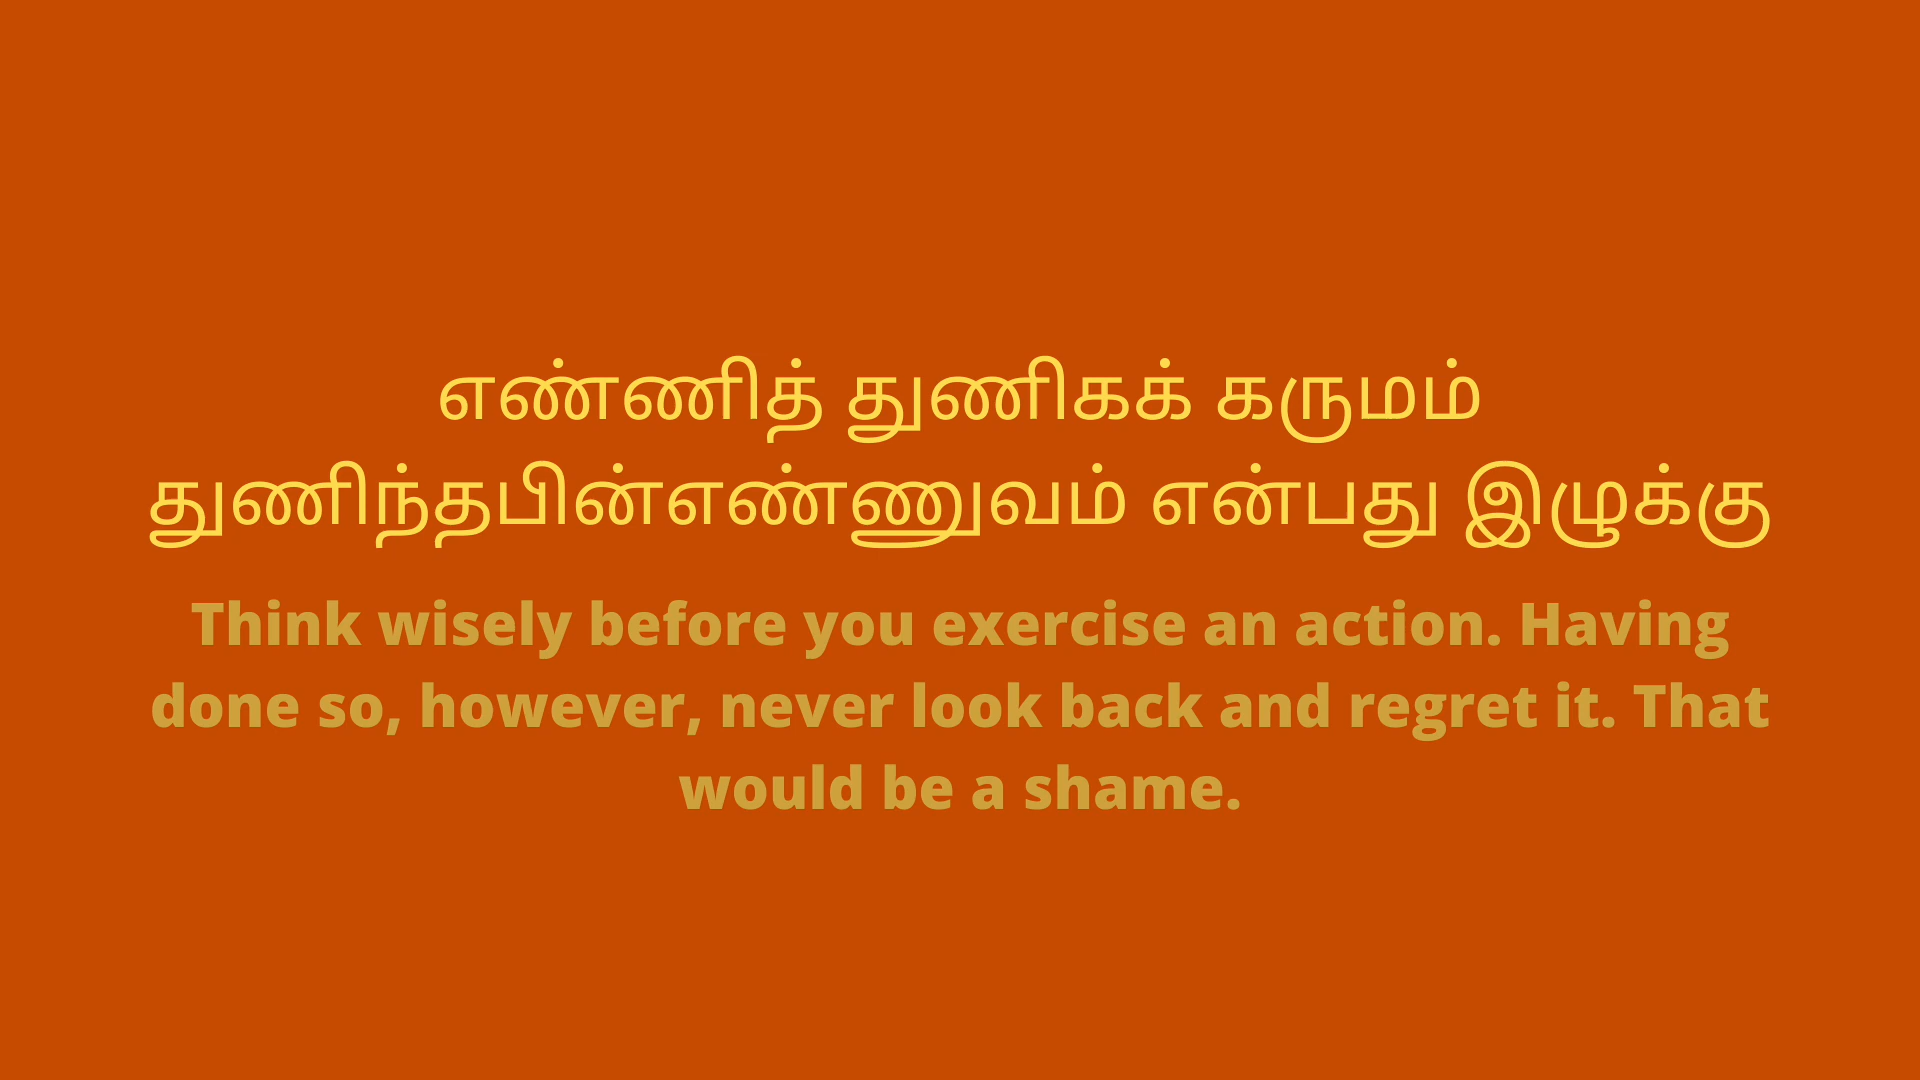 எண்ணித் துணிகக் கருமம்
துணிந்தபின்எண்ணுவம் என்பது இழுக்கு
Think wisely before you exercise an action. Having
done so, however, never look back and regret it. That
would be a shame.